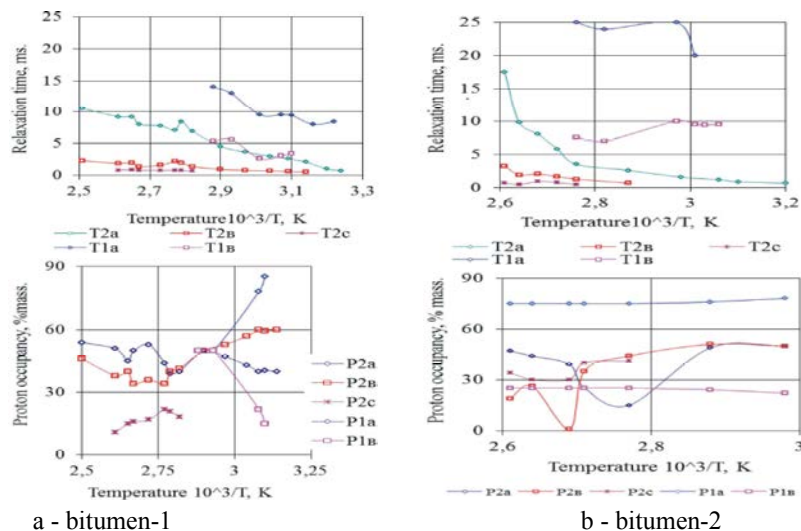 Relaxation time, ms.
25
20
15
10
5
0
2,5 2,7 2,9 3,1 3,3
Temperature 10^3/T, K
T2a T2в T2c
T1a T1в
Relaxation time, ms.
25
20
15
10
5
0
2,6 2,8 3 3,2
Temperature10^3/T, K
T2a T2в T2c
T1a T1в
Proton occupancy, %mass.
90
60
30
0
2,5 2,75 3 3,25
Temperature 10^3/T, K
P2a
P2в
P2c
P1a
P1в
Proton occupancy, % mass.
90
60
30
0
2,6 2,8 3
Temperature 10^3/T, K
P2a P2в P2c P1a P1в
a - bitumen-1
b - bitumen-2